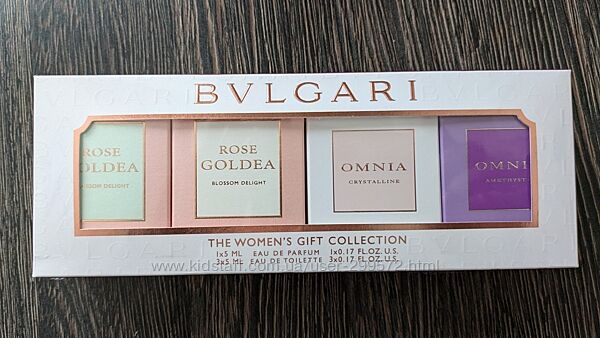 BVLGARI
ROSE
OLDEA
OSSOM DELIGHT
ROSE
GOLDEA
BLOSSOM DELIGHT
OMNIA
CRYSTALLINE
OMNI
AMETHYST
THE WOMEN'S GIFT COLLECTION
1x5 ML EAU DE PARFUM 1x0.17 FL.OZ. U.S.
3x5 ML EAU DE TOILETTE 3x0.17 FL.OZ. U.S.
www.kidstaff.com.ua/user-299572.html